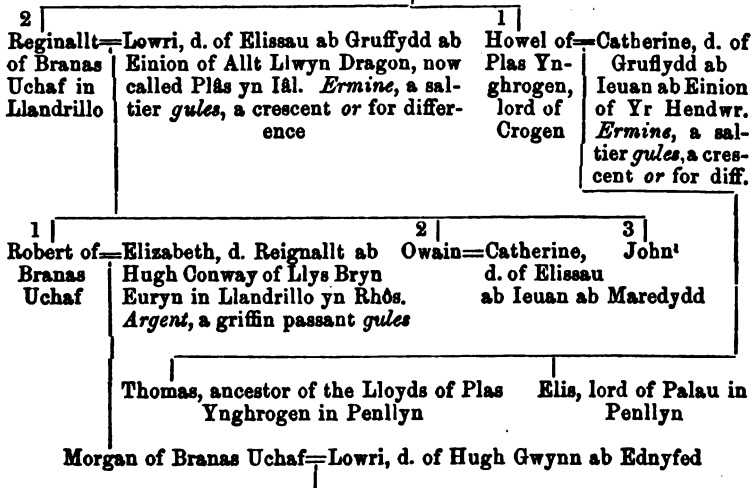 2 1
Reginallt=Lowri, d. of Elissau ab Gruffydd ab
of Branas Einion of Allt Llwyn Dragon, now
Uchaf in called Plâs yn Iâl. Ermine, a sal-
Llandrillo tier gules, a crescent or for differ-
ence
Howel of=Catherine, d. of
Plas Yn- Gruffydd ab
ghrogen, Ieuan ab Einion
lord of of Yr Hendwr.
Crogen Ermine, a sal-
tier gules, a cres-
cent or for diff.
1 2 3
Robert of=Elizabeth, d. Reignallt ab
Branas Hugh Conway of Llys Bryn
Uchaf Euryn in Llandrillo yn Rhôs.
Argent, a griffin passant gules
Owain=Catherine,
d. of Elissau
ab Ieuan ab Maredydd
John¹
Thomas, ancestor of the Lloyds of Plas
Ynghrogen in Penllyn
Elis, lord of Palau in
Penllyn
Morgan of Branas Uchaf=Lowri, d. of Hugh Gwynn ab Ednyfed